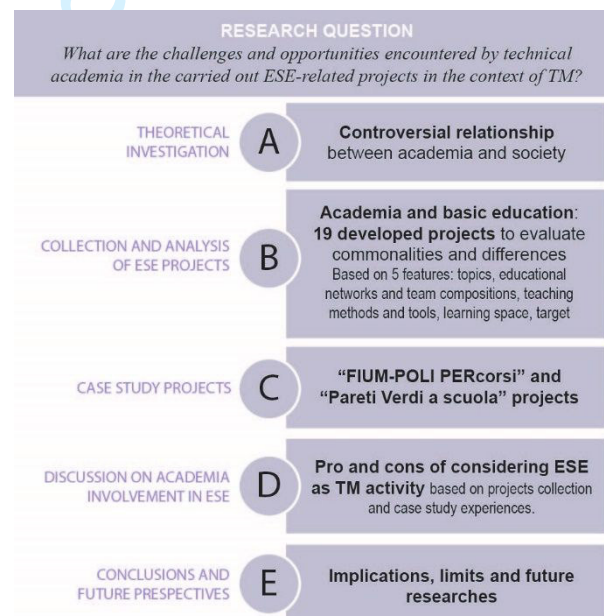 RESEARCH QUESTION
What are the challenges and opportunities encountered by technical
academia in the carried out ESE-related projects in the context of TM?
THEORETICAL
INVESTIGATION
A
Controversial relationship
between academia and society
COLLECTION AND ANALYSIS
OF ESE PROJECTS
B
Academia and basic education:
19 developed projects to evaluate
commonalities and differences
Based on 5 features: topics, educational
networks and team compositions, teaching
methods and tools, learning space, target
CASE STUDY PROJECTS
C
“FIUM-POLI PERcorsi” and
“Pareti Verdi a scuola” projects
DISCUSSION ON ACADEMIA
INVOLVEMENT IN ESE
D
Pro and cons of considering ESE
as TM activity based on projects collection
and case study experiences.
CONCLUSIONS AND
FUTURE PRESPECTIVES
E
Implications, limits and future
researches